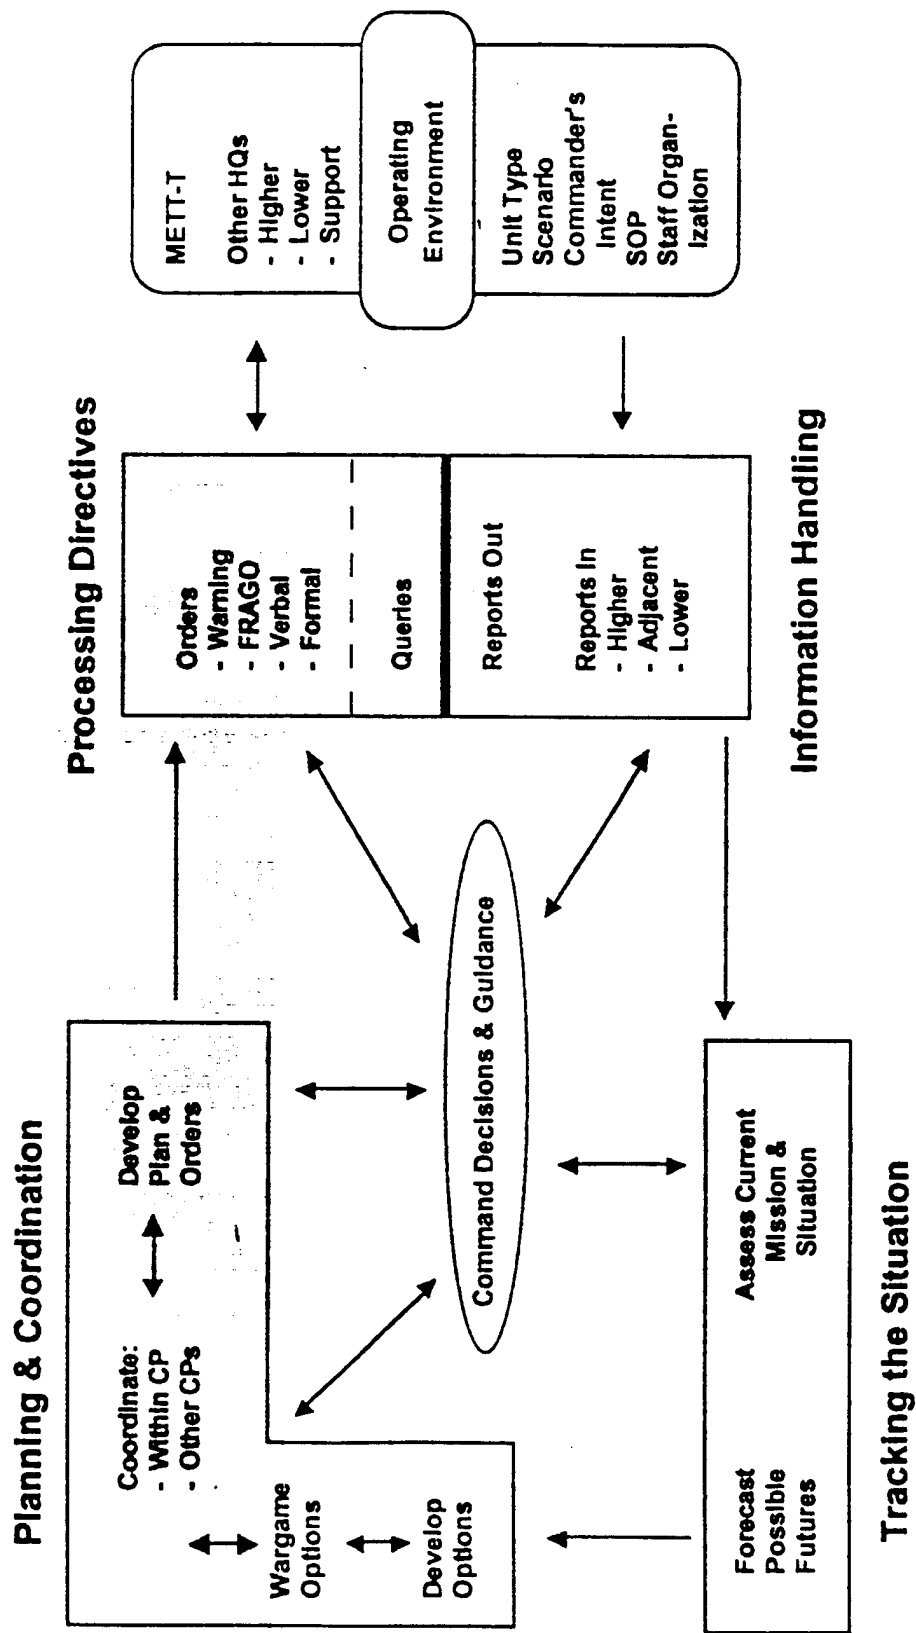 Planning & Coordination
Coordinate:
- Within CP
- Other CPs
Develop
Plan &
Orders
Wargame
Options
Develop
Options
Processing Directives
Orders
- Warning
- FRAGO
- Verbal
- Formal
Queries
Reports Out
Reports In
- Higher
- Adjacent
- Lower
Information Handling
METT-T
Other HQs
- Higher
- Lower
- Support
Operating
Environment
Unit Type
Scenario
Commander's
Intent
SOP
Staff Organ-
ization
Command Decisions & Guidance
Forecast
Possible
Futures
Assess Current
Mission &
Situation
Tracking the Situation